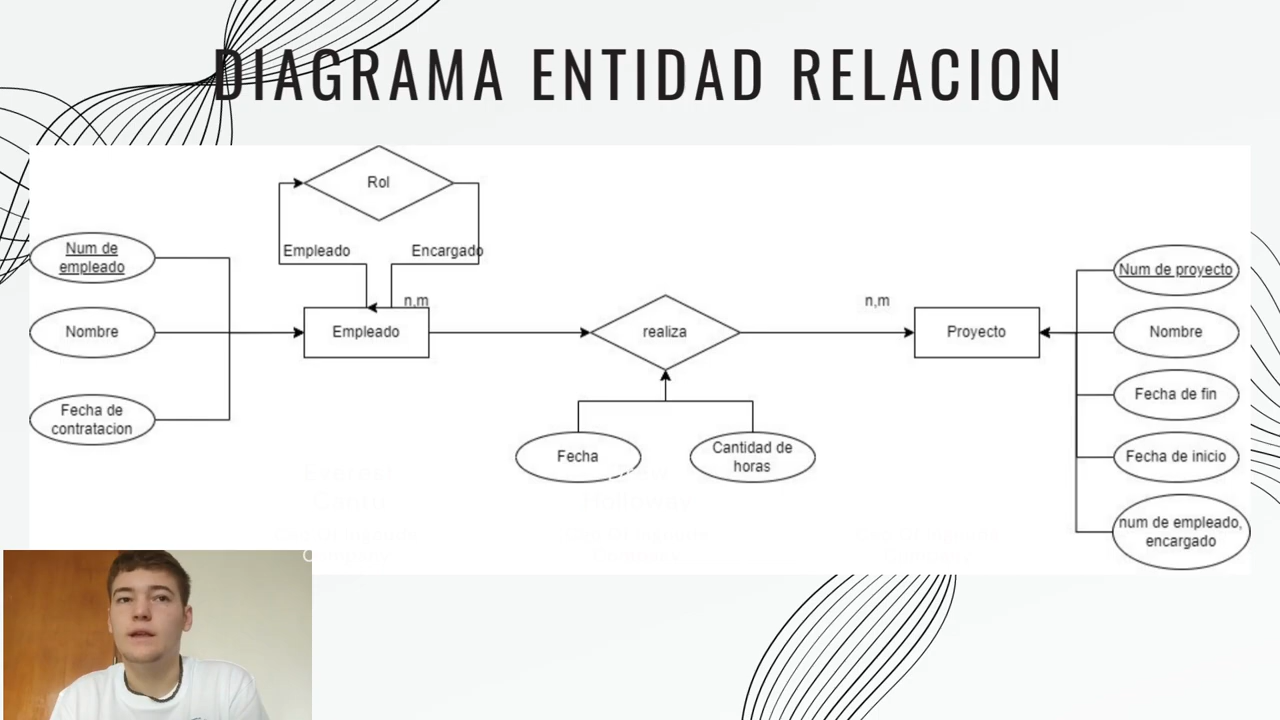 DIAGRAMA ENTIDAD RELACION
Rol
Empleado
Encargado
Num de
empleado
Nombre
Fecha de
contratacion
n,m
Empleado
realiza
n,m
Proyecto
Fecha
Cantidad de
horas
Num de proyecto
Nombre
Fecha de fin
Fecha de inicio
num de empleado,
encargado